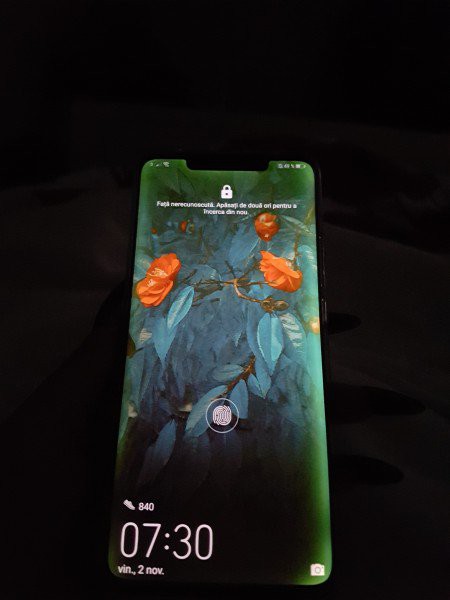 Față nerecunoscută. Apăsați de două ori pentru a
încerca din nou.
840
07:30
vin., 2 nov.